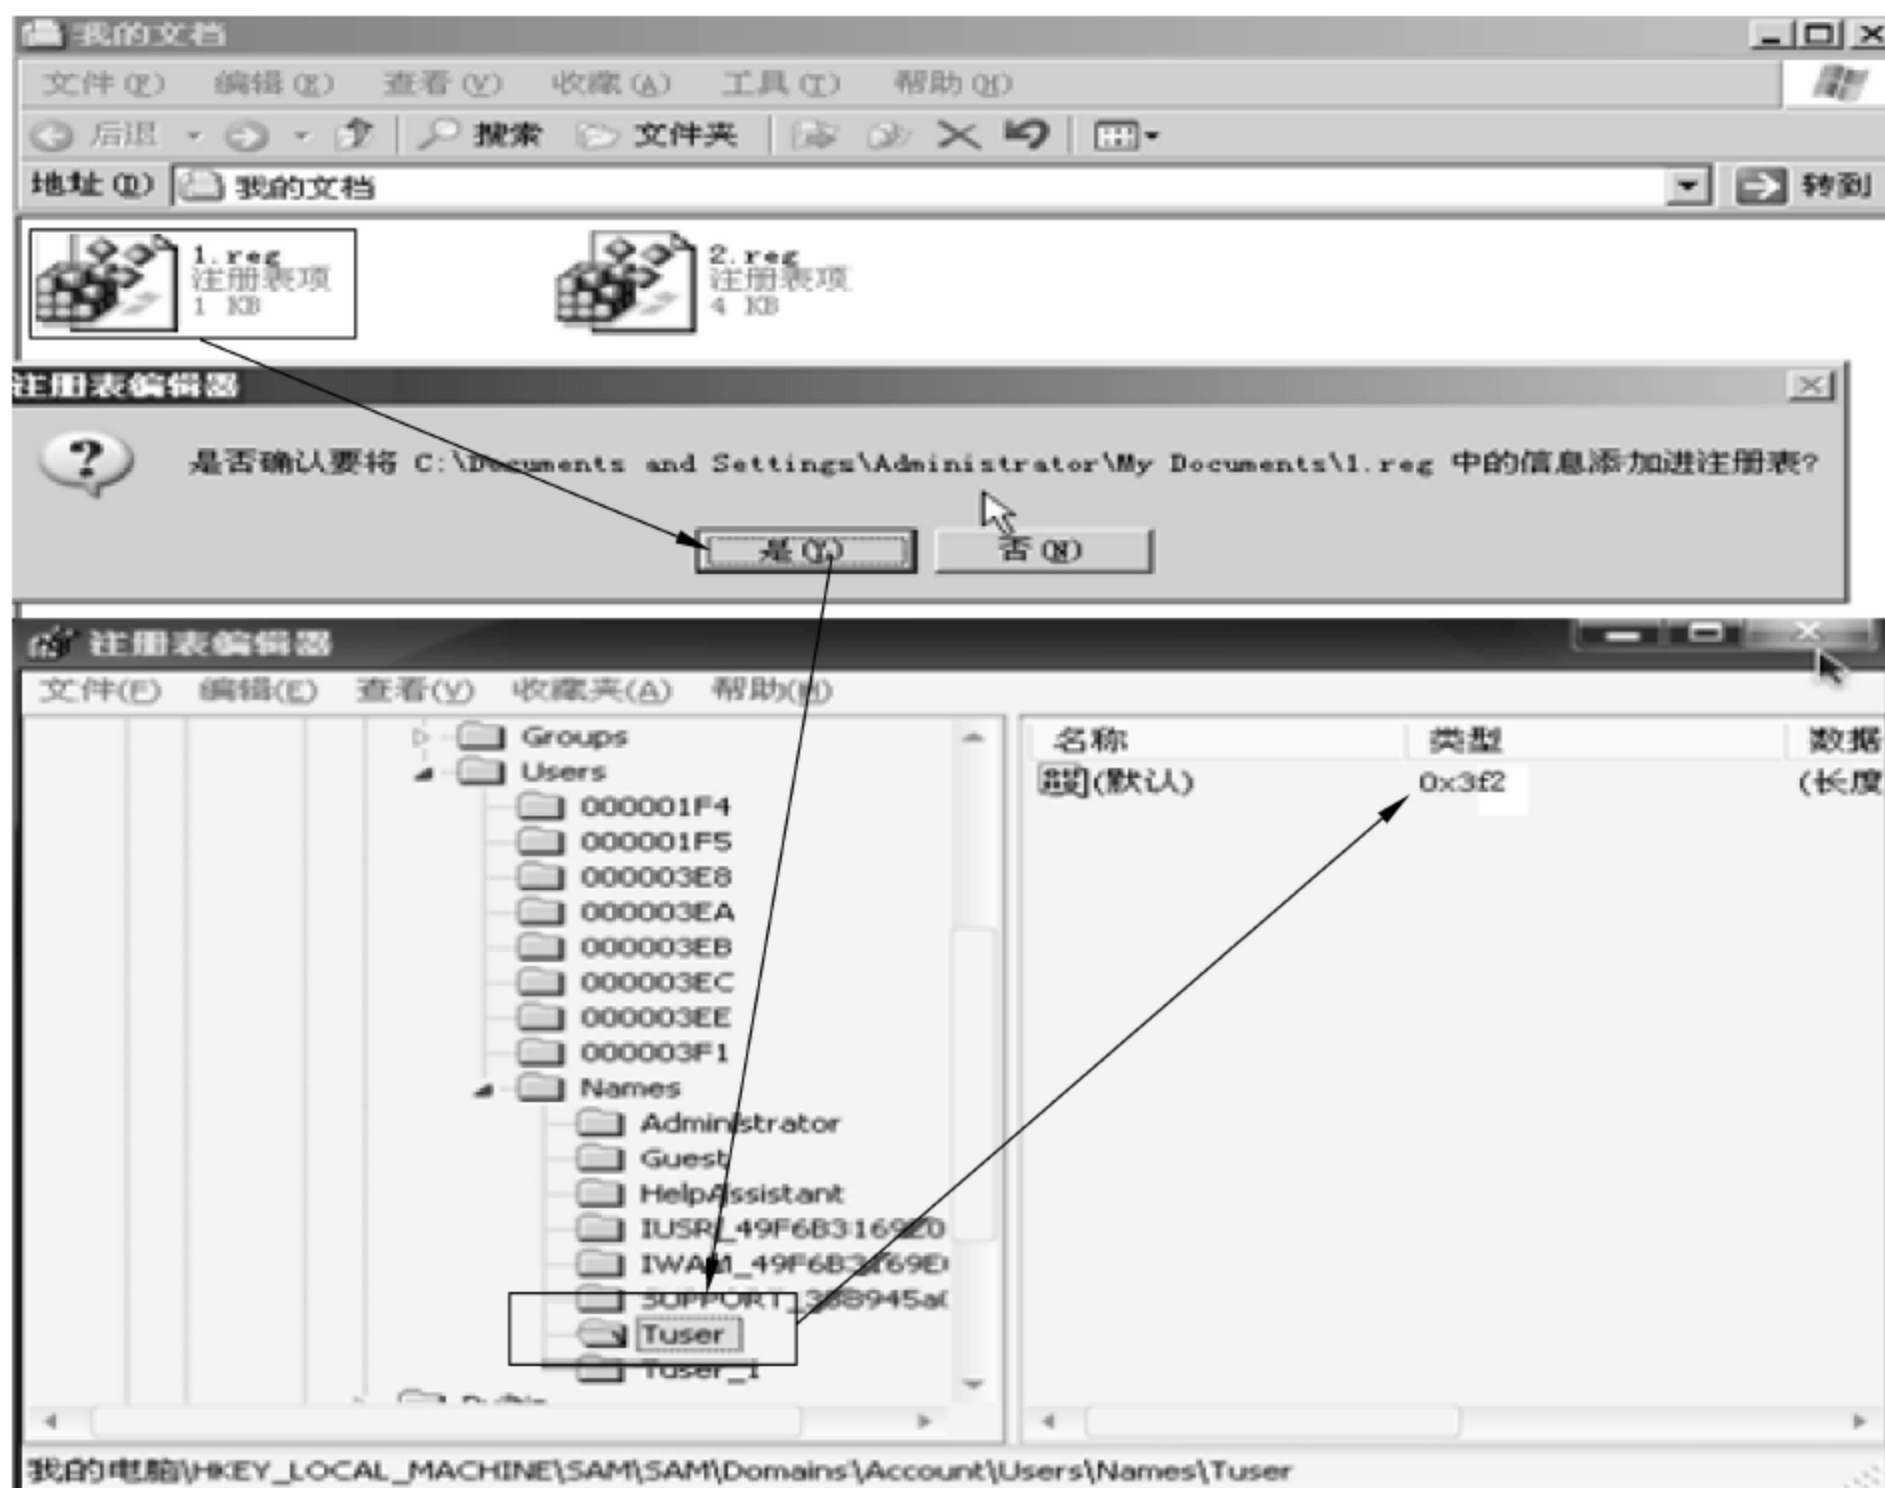 我的文档
文件(F) 编辑(E) 查看(V) 收藏(A) 工具(T) 帮助(H)
后退 搜索 文件夹
地址(D) 我的文档 转到
1.reg
注册表项
1 KB
2.reg
注册表项
4 KB
注册表编辑器
是否确认要将 C:\Documents and Settings\Administrator\My Documents\1.reg 中的信息添加进注册表?
是(Y) 否(N)
注册表编辑器
文件(F) 编辑(E) 查看(V) 收藏夹(A) 帮助(H)
Groups
Users
000001F4
000001F5
000003E8
000003EA
000003EB
000003EC
000003EE
000003F1
Names
Administrator
Guest
HelpAssistant
IUSR_49F6B3169E0
IWAM_49F6B3169E
SUPPORT_388945a
Tuser
Tuser_1
名称 类型 数据
(默认) 0x3f2 (长度
我的电脑\HKEY_LOCAL_MACHINE\SAM\SAM\Domains\Account\Users\Names\Tuser